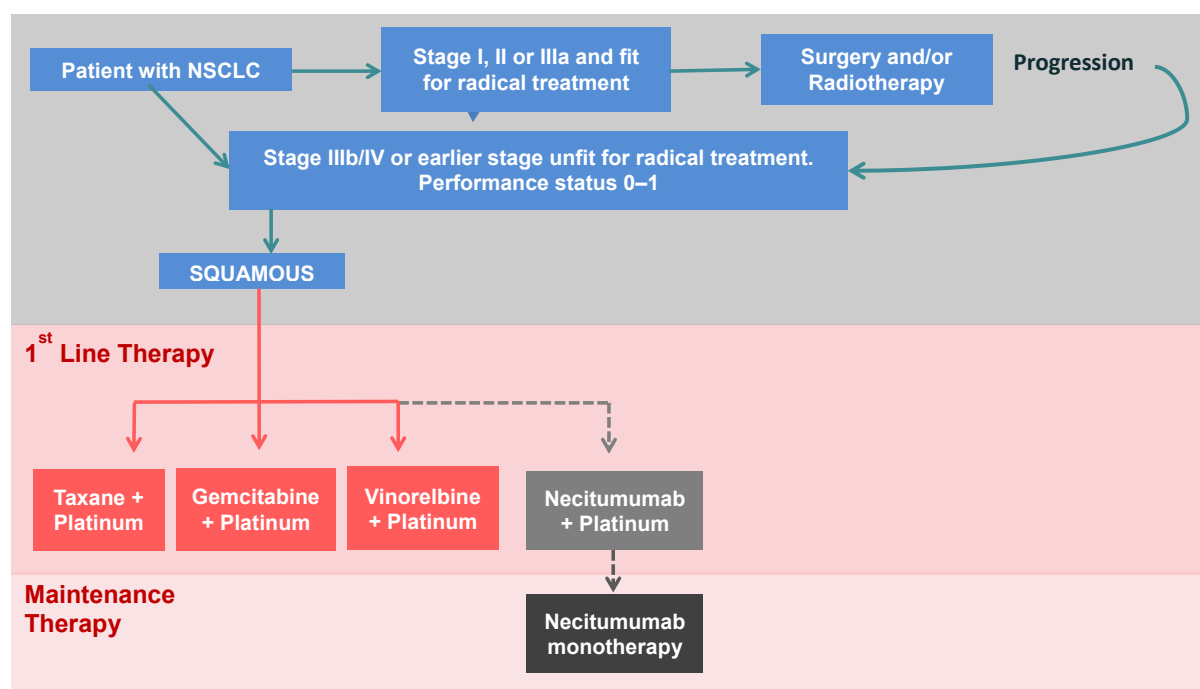 Patient with NSCLC
Stage I, II or IIIa and fit
for radical treatment
Surgery and/or
Radiotherapy
Progression
Stage IIIb/IV or earlier stage unfit for radical treatment.
Performance status 0–1
SQUAMOUS
1st Line Therapy
Taxane +
Platinum
Gemcitabine
+ Platinum
Vinorelbine
+ Platinum
Necitumumab
+ Platinum
Maintenance
Therapy
Necitumumab
monotherapy